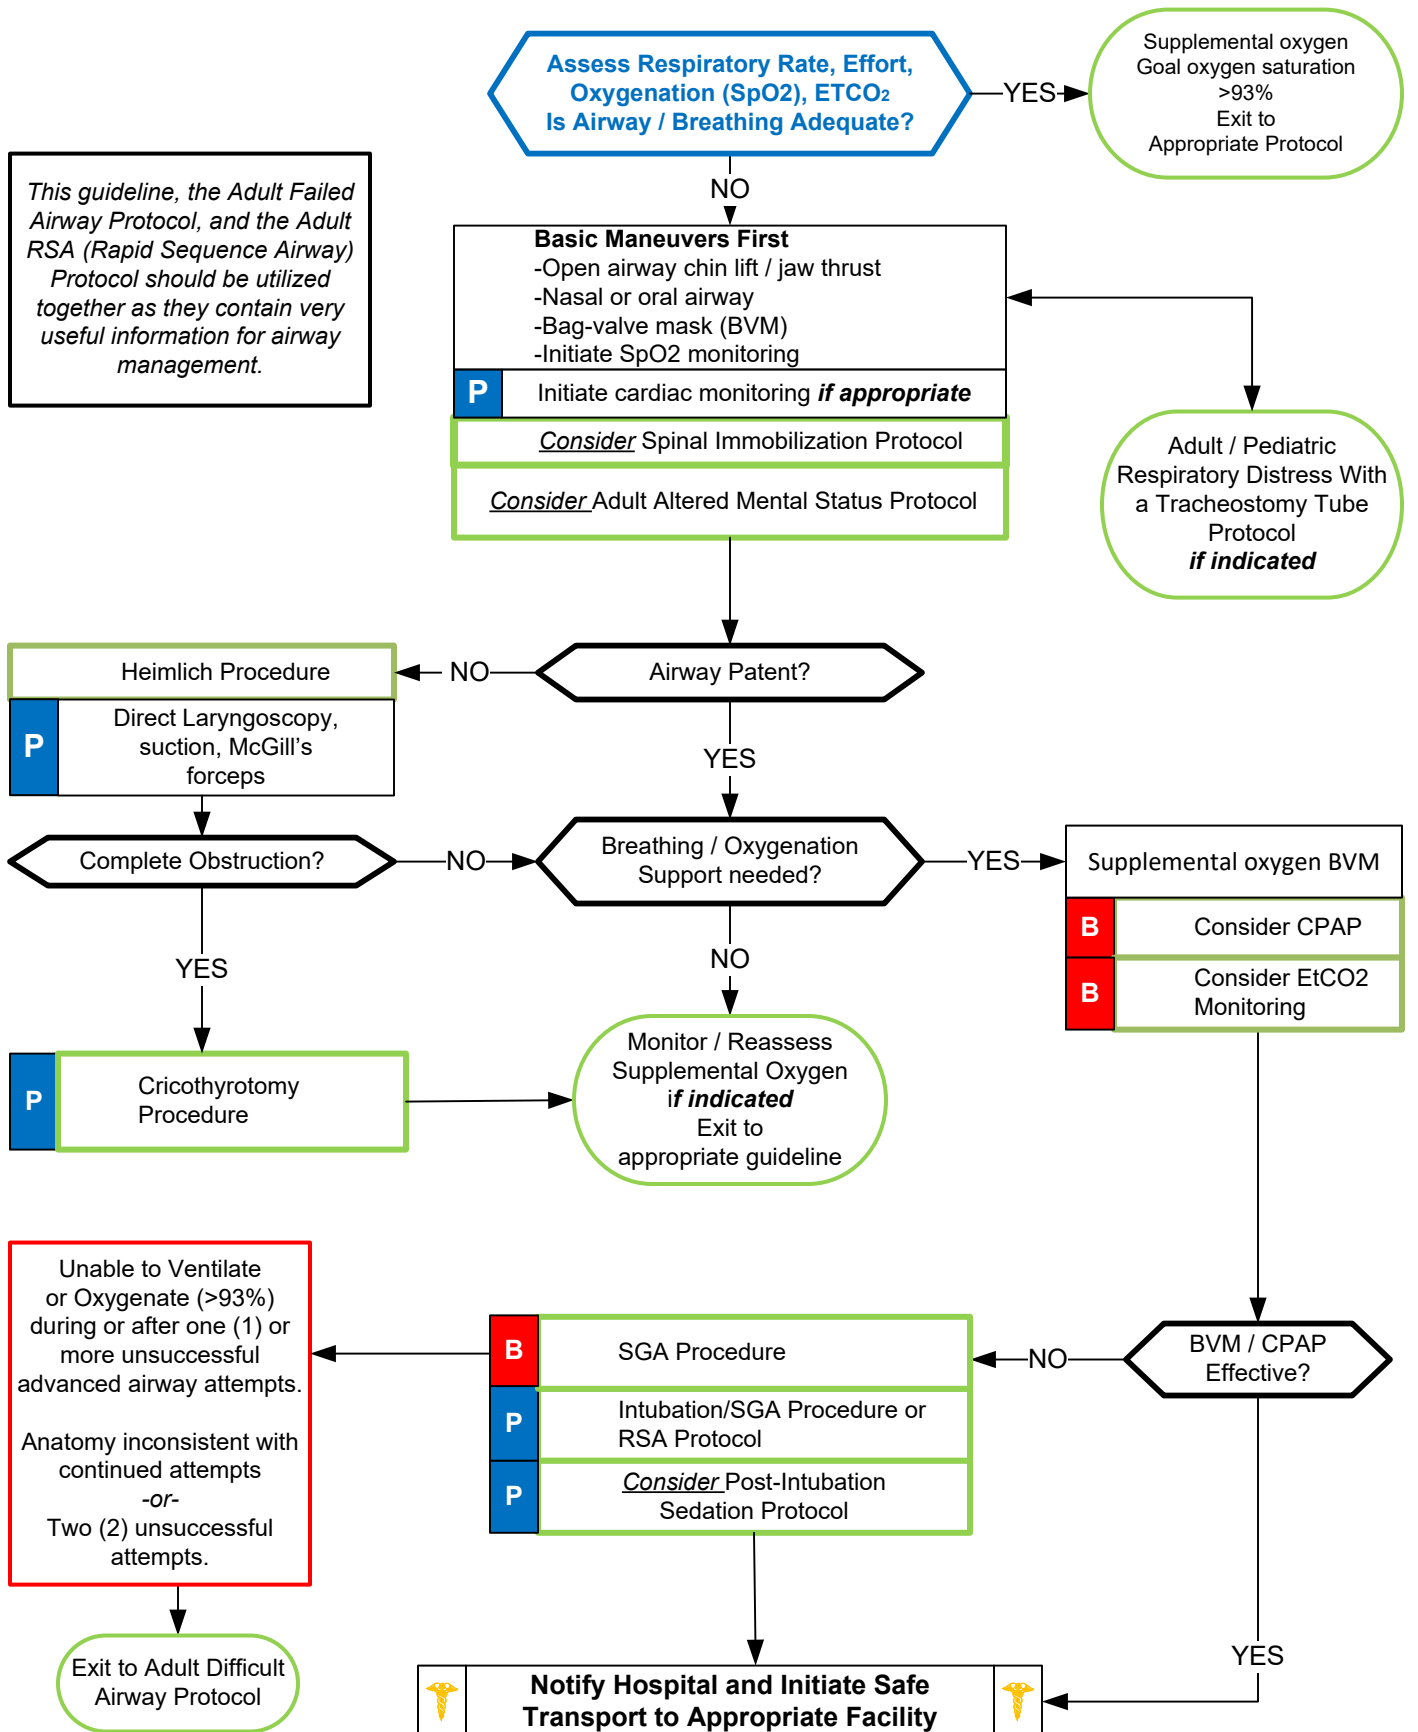 Assess Respiratory Rate, Effort,
Oxygenation (SpO2), ETCO2
Is Airway / Breathing Adequate?
YES
Supplemental oxygen
Goal oxygen saturation
>93%
Exit to
Appropriate Protocol
NO
This guideline, the Adult Failed
Airway Protocol, and the Adult
RSA (Rapid Sequence Airway)
Protocol should be utilized
together as they contain very
useful information for airway
management.
Basic Maneuvers First
-Open airway chin lift / jaw thrust
-Nasal or oral airway
-Bag-valve mask (BVM)
-Initiate SpO2 monitoring
P
Initiate cardiac monitoring if appropriate
Consider Spinal Immobilization Protocol
Consider Adult Altered Mental Status Protocol
Adult / Pediatric
Respiratory Distress With
a Tracheostomy Tube
Protocol
if indicated
Airway Patent?
NO
Heimlich Procedure
P
Direct Laryngoscopy,
suction, McGill's
forceps
YES
Complete Obstruction?
NO
Breathing / Oxygenation
Support needed?
YES
Supplemental oxygen BVM
B
Consider CPAP
B
Consider EtCO2
Monitoring
YES
NO
P
Cricothyrotomy
Procedure
Monitor / Reassess
Supplemental Oxygen
if indicated
Exit to
appropriate guideline
Unable to Ventilate
or Oxygenate (>93%)
during or after one (1) or
more unsuccessful
advanced airway attempts.
Anatomy inconsistent with
continued attempts
-or-
Two (2) unsuccessful
attempts.
B
SGA Procedure
NO
BVM / CPAP
Effective?
P
Intubation/SGA Procedure or
RSA Protocol
P
Consider Post-Intubation
Sedation Protocol
YES
Exit to Adult Difficult
Airway Protocol
Notify Hospital and Initiate Safe
Transport to Appropriate Facility